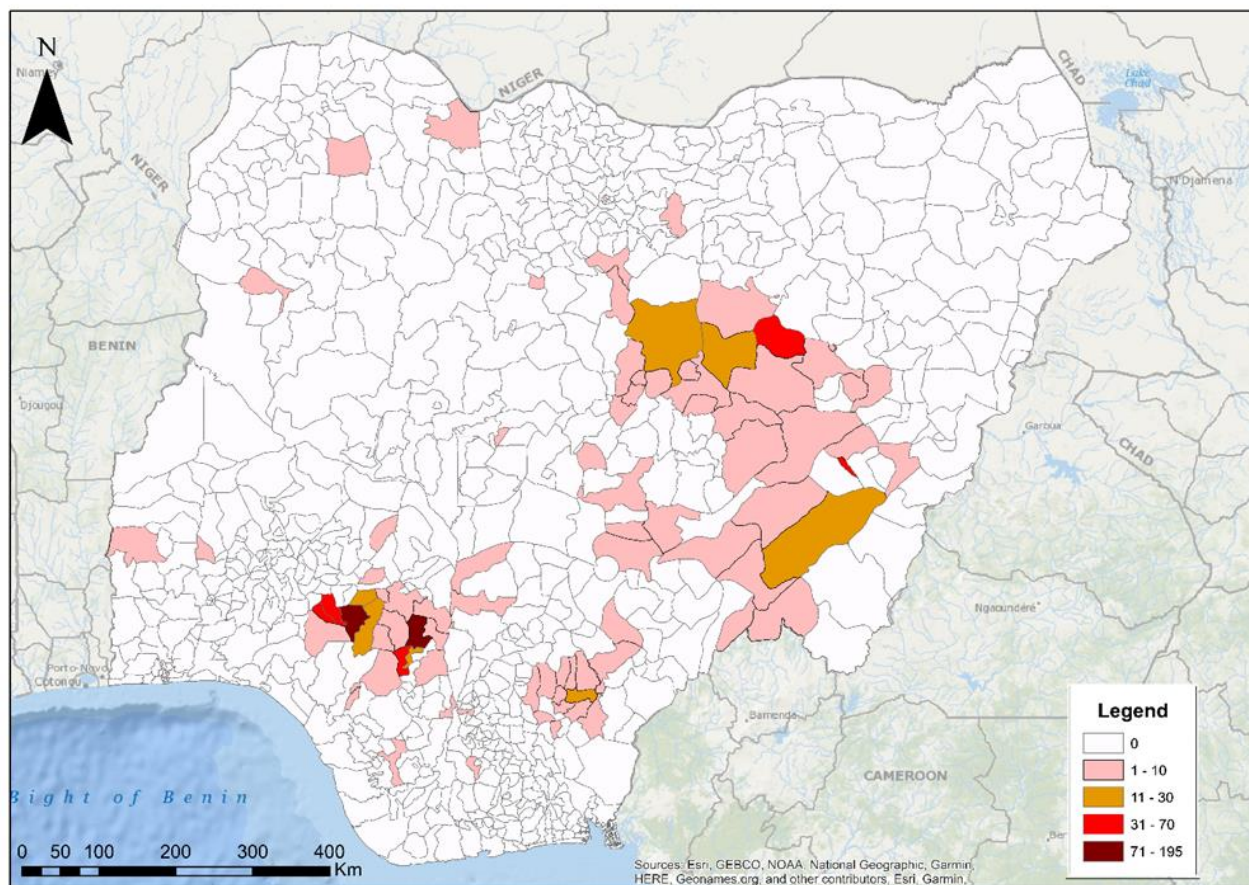 N
Niamey
NIGER
NIGER
CHAD
Lake
Chad
N'Djamena
BENIN
Djougou
Garoua
CHAD
Ngaoundéré
Porto-Novo
Cotonou
Bamenda
CAMEROON
Bight of Benin
Legend
0
1 - 10
11 - 30
31 - 70
71 - 195
0 50 100 200 300 400
Km
Sources: Esri, GEBCO, NOAA, National Geographic, Garmin,
HERE, Geonames.org, and other contributors, Esri, Garmin,